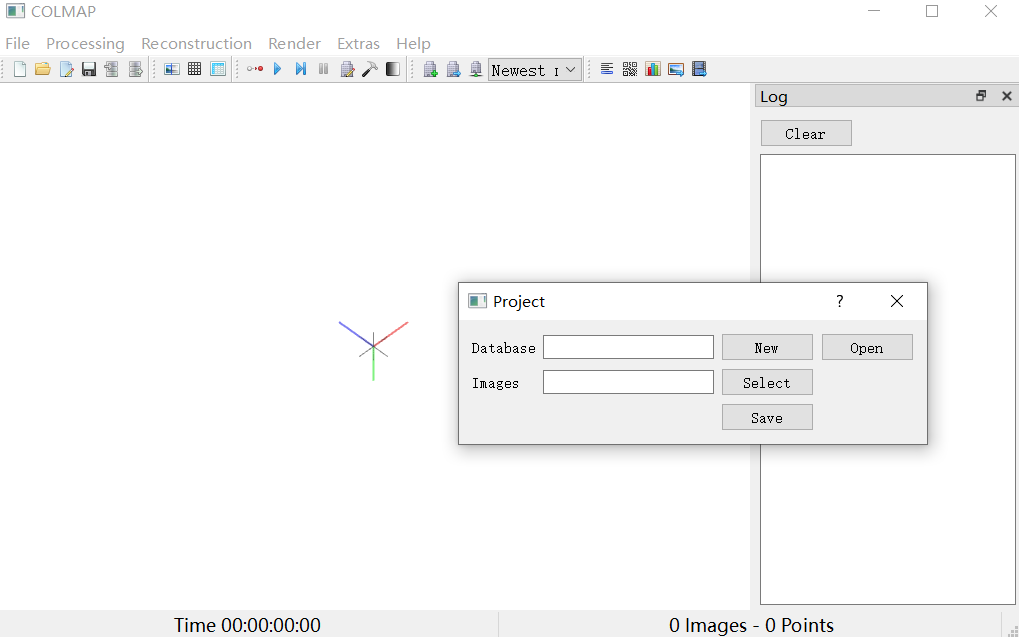 COLMAP
File Processing Reconstruction Render Extras Help
Newest
Log
Clear
Project
?
Database New Open
Images Select
Save
Time 00:00:00:00 0 Images - 0 Points